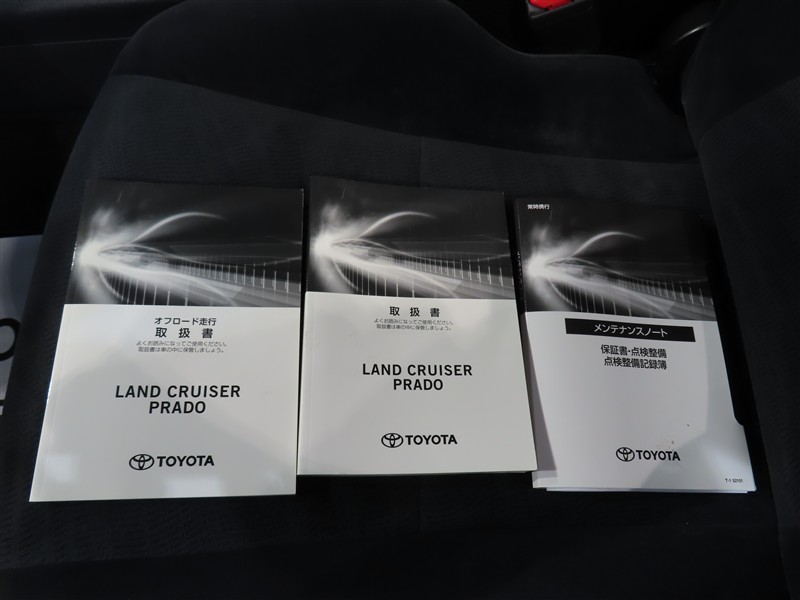 オフロード走行
取扱書
よくお読みになってご使用ください。
取扱書は車の中に保管しましょう。
LAND CRUISER
PRADO
TOYOTA
取扱書
よくお読みになってご使用ください。
取扱書は車の中に保管しましょう。
LAND CRUISER
PRADO
TOYOTA
常時携行
メンテナンスノート
保証書・点検整備
点検整備記録簿
TOYOTA